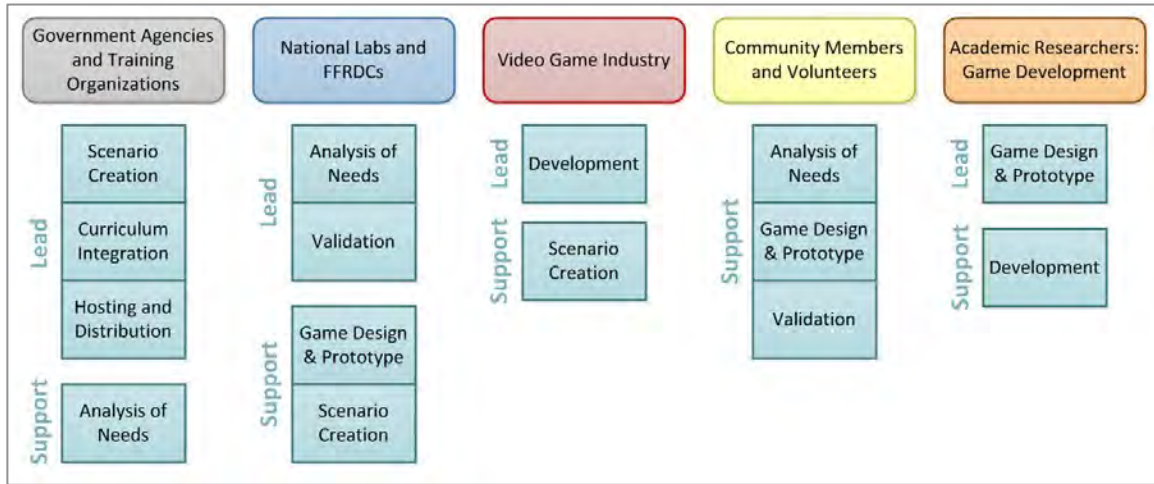 Government Agencies
and Training
Organizations
Lead
Scenario
Creation
Curriculum
Integration
Hosting and
Distribution
Support
Analysis of
Needs
National Labs and
FFRDCs
Lead
Analysis of
Needs
Validation
Support
Game Design
& Prototype
Scenario
Creation
Video Game Industry
Lead
Development
Support
Scenario
Creation
Community Members
and Volunteers
Support
Analysis of
Needs
Game Design
& Prototype
Validation
Academic Researchers:
Game Development
Lead
Game Design
& Prototype
Support
Development